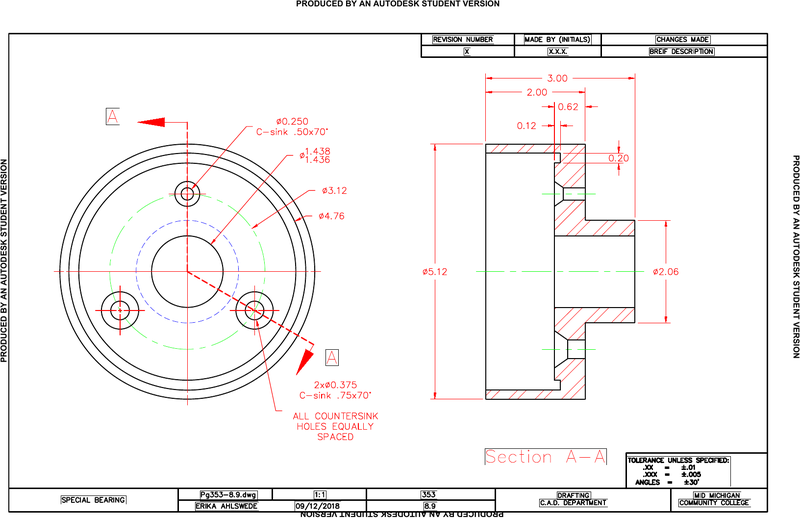 PRODUCED BY AN AUTODESK STUDENT VERSION
REVISION NUMBER MADE BY (INITIALS) CHANGES MADE
X X.X.X. BREIF DESCRIPTION
A
ø0.250
C-sink .50x70°
ø1.438
1.436
ø3.12
ø4.76
A
2xø0.375
C-sink .75x70°
ALL COUNTERSINK
HOLES EQUALLY
SPACED
3.00
2.00
0.62
0.12
0.20
ø5.12
ø2.06
Section A-A
TOLERANCE UNLESS SPECIFIED:
.XX = ±.01
.XXX = ±.005
ANGLES = ±30'
SPECIAL BEARING
Pg353-8.9.dwg 1:1 353
ERIKA AHLSWEDE 09/12/2018 8.9
DRAFTING
C.A.D. DEPARTMENT
MID MICHIGAN
COMMUNITY COLLEGE
PRODUCED BY AN AUTODESK STUDENT VERSION
PRODUCED BY AN AUTODESK STUDENT VERSION
PRODUCED BY AN AUTODESK STUDENT VERSION